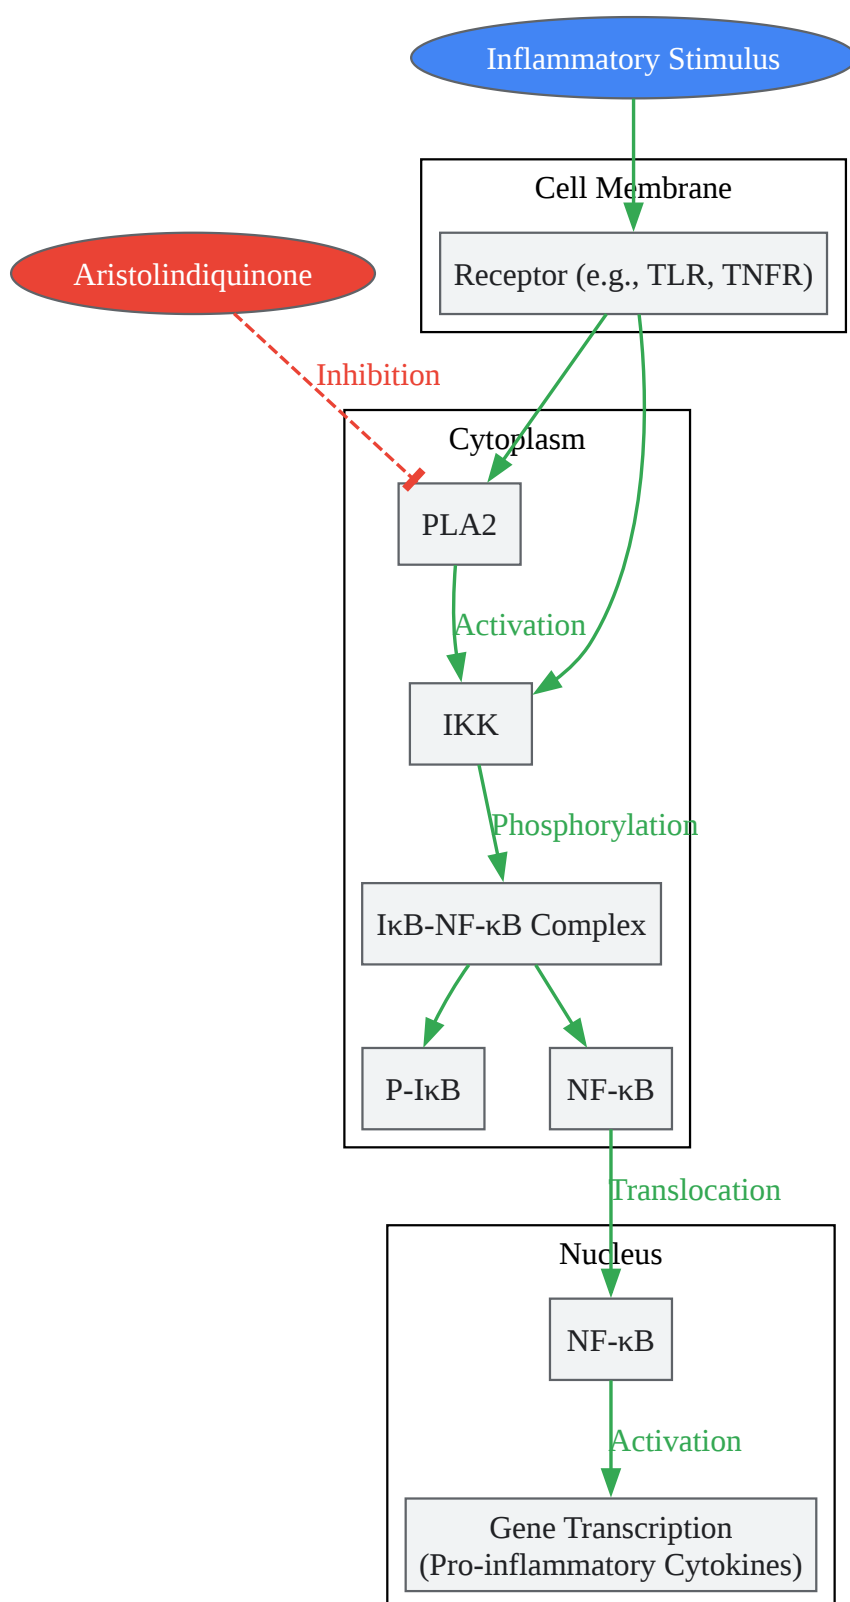 Inflammatory Stimulus
Cell Membrane
Receptor (e.g., TLR, TNFR)
Aristolindiquinone
Inhibition
Cytoplasm
PLA2
Activation
IKK
Phosphorylation
IκB-NF-κB Complex
P-IκB
NF-κB
Translocation
Nucleus
NF-κB
Activation
Gene Transcription
(Pro-inflammatory Cytokines)